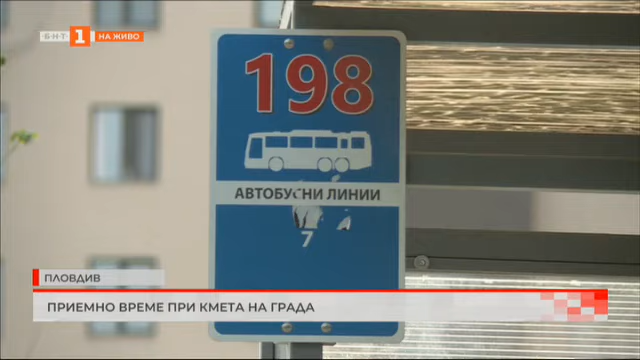 БНТ 1 НА ЖИВО
198
АВТОБУСНИ ЛИНИИ
7
ПЛОВДИВ
ПРИЕМНО ВРЕМЕ ПРИ КМЕТА НА ГРАДА